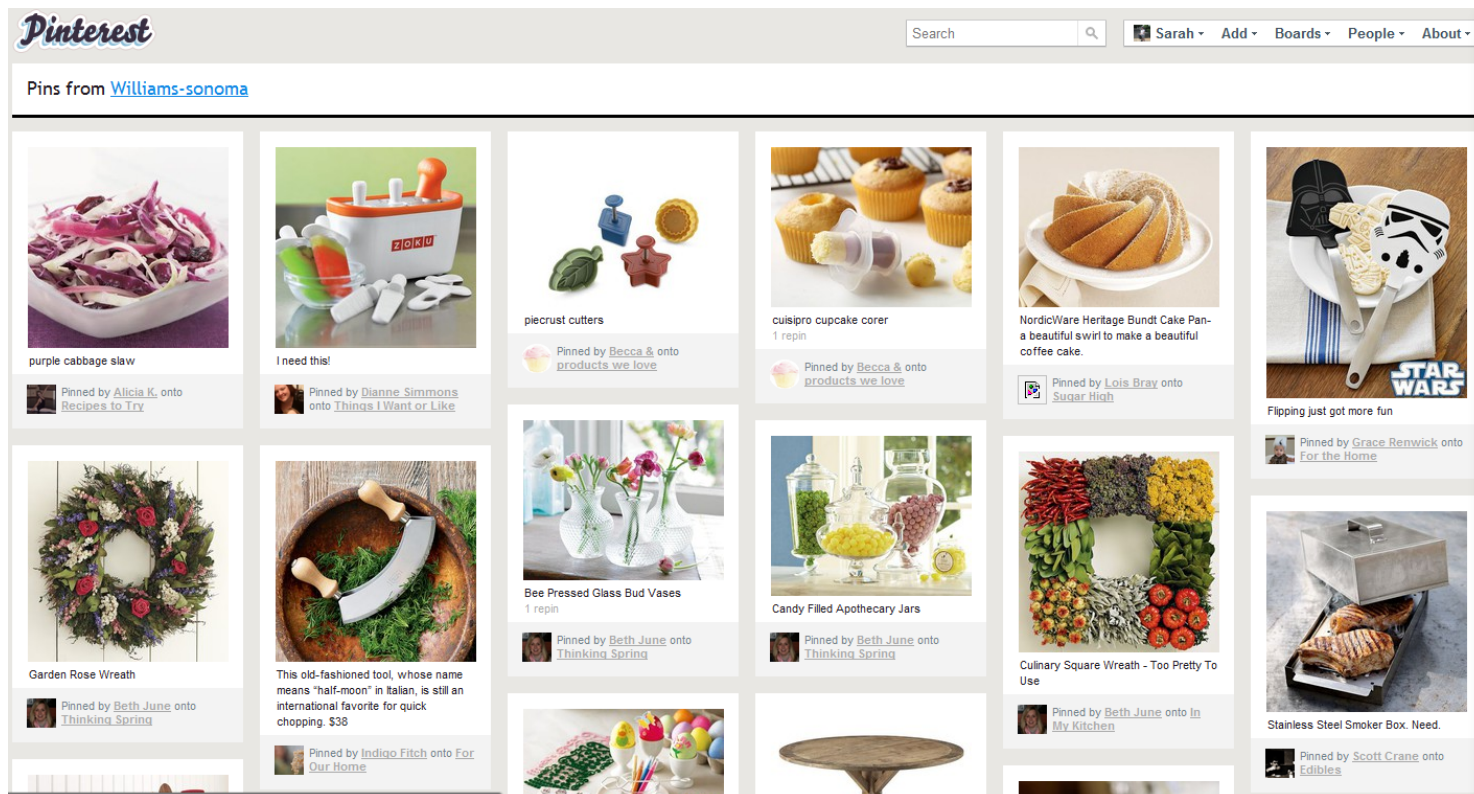 Pinterest
Search
Sarah
Add
Boards
People
About
Pins from Williams-sonoma
purple cabbage slaw
Pinned by Alicia K. onto
Recipes to Try
Garden Rose Wreath
Pinned by Beth June onto
Thinking Spring
ZOKU
I need this!
Pinned by Dianne Simmons
onto Things I Want or Like
This old-fashioned tool, whose name
means "half-moon" in Italian, is still an
international favorite for quick
chopping. $38
Pinned by Indigo Fitch onto For
Our Home
piecrust cutters
Pinned by Becca & onto
products we love
Bee Pressed Glass Bud Vases
1 repin
Pinned by Beth June onto
Thinking Spring
cuisipro cupcake corer
1 repin
Pinned by Becca & onto
products we love
Candy Filled Apothecary Jars
Pinned by Beth June onto
Thinking Spring
NordicWare Heritage Bundt Cake Pan-
a beautiful swirl to make a beautiful
coffee cake.
Pinned by Lois Bray onto
Sugar High
Culinary Square Wreath - Too Pretty To
Use
Pinned by Beth June onto In
My Kitchen
STAR
WARS
Flipping just got more fun
Pinned by Grace Renwick onto
For the Home
Stainless Steel Smoker Box. Need.
Pinned by Scott Crane onto
Edibles